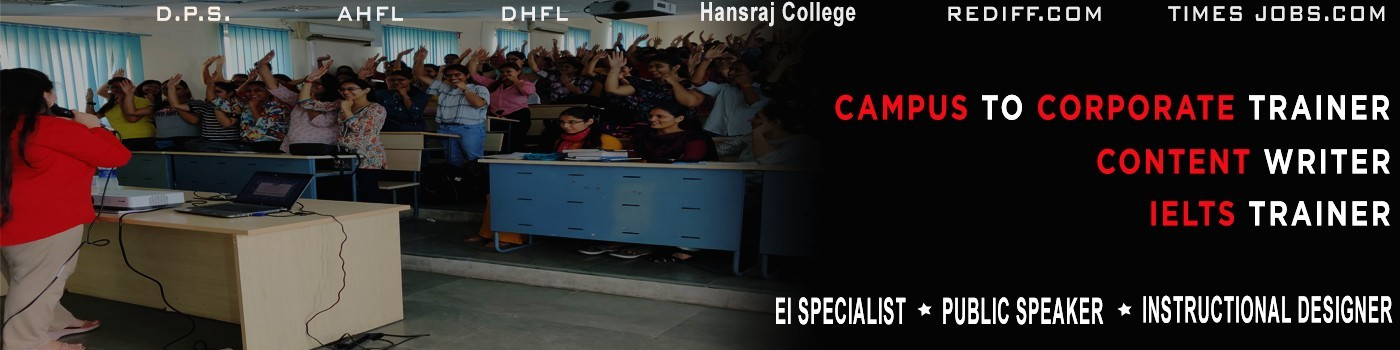 D.P.S. AHFL DHFL Hansraj College REDIFF.COM TIMES JOBS.COM
CAMPUS TO CORPORATE TRAINER
CONTENT WRITER
IELTS TRAINER
EI SPECIALIST ★ PUBLIC SPEAKER ★ INSTRUCTIONAL DESIGNER